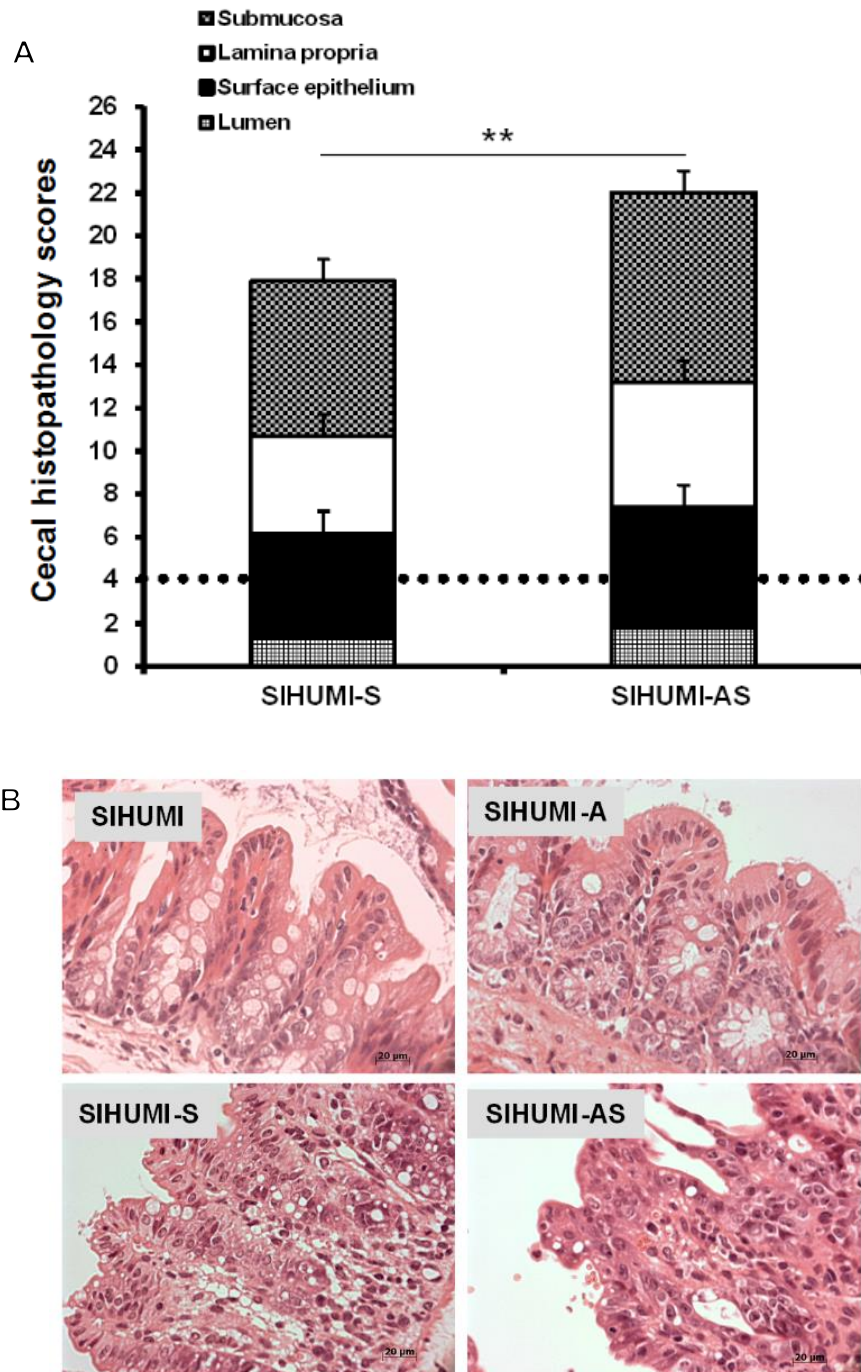 A
Submucosa
Lamina propria
Surface epithelium
Lumen
Cecal histopathology scores
26
24
22
20
18
16
14
12
10
8
6
4
2
0
**
SIHUMI-S SIHUMI-AS
B
SIHUMI SIHUMI-A
20 µm 20 µm
SIHUMI-S SIHUMI-AS
20 µm 20 µm